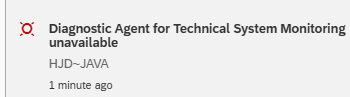 Diagnostic Agent for Technical System Monitoring
unavailable
HJD~JAVA
1 minute ago